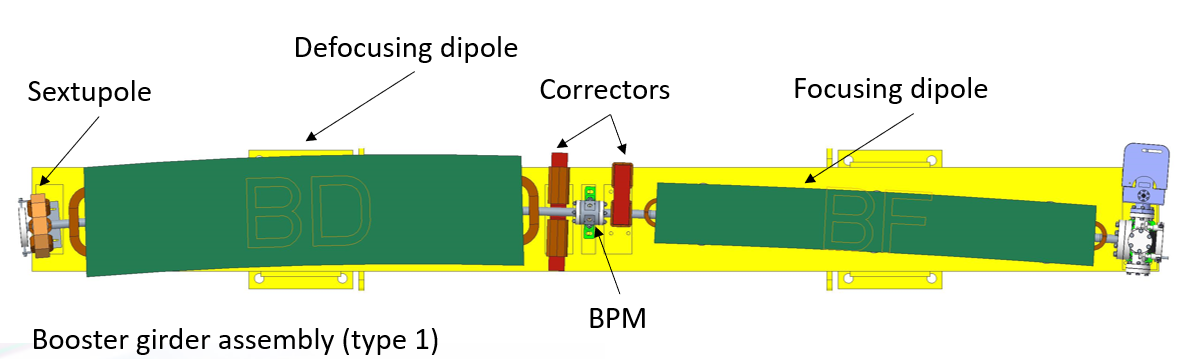 Defocusing dipole
Sextupole
Correctors
Focusing dipole
BD
BF
BPM
Booster girder assembly (type 1)